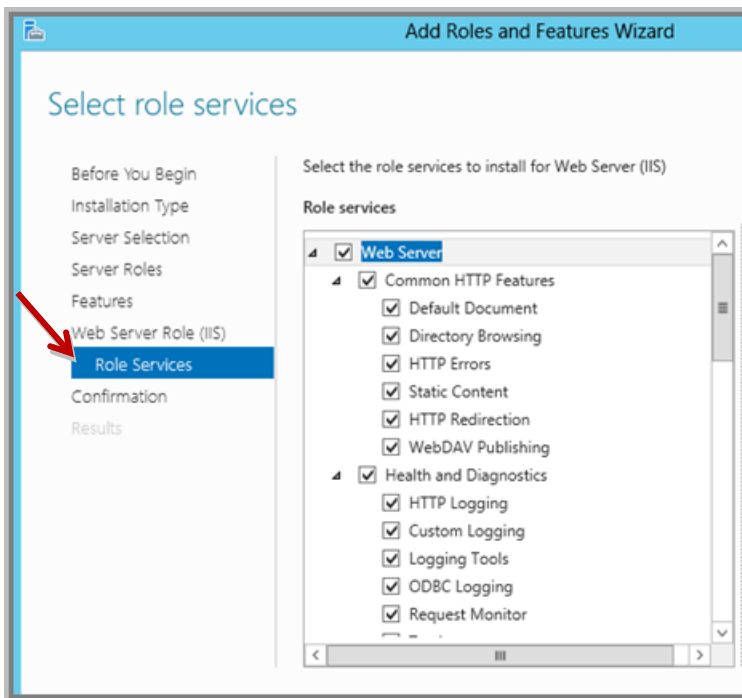 Add Roles and Features Wizard
Select role services
Before You Begin
Installation Type
Server Selection
Server Roles
Features
Web Server Role (IIS)
Role Services
Confirmation
Results
Select the role services to install for Web Server (IIS)
Role services
Web Server
Common HTTP Features
Default Document
Directory Browsing
HTTP Errors
Static Content
HTTP Redirection
WebDAV Publishing
Health and Diagnostics
HTTP Logging
Custom Logging
Logging Tools
ODBC Logging
Request Monitor